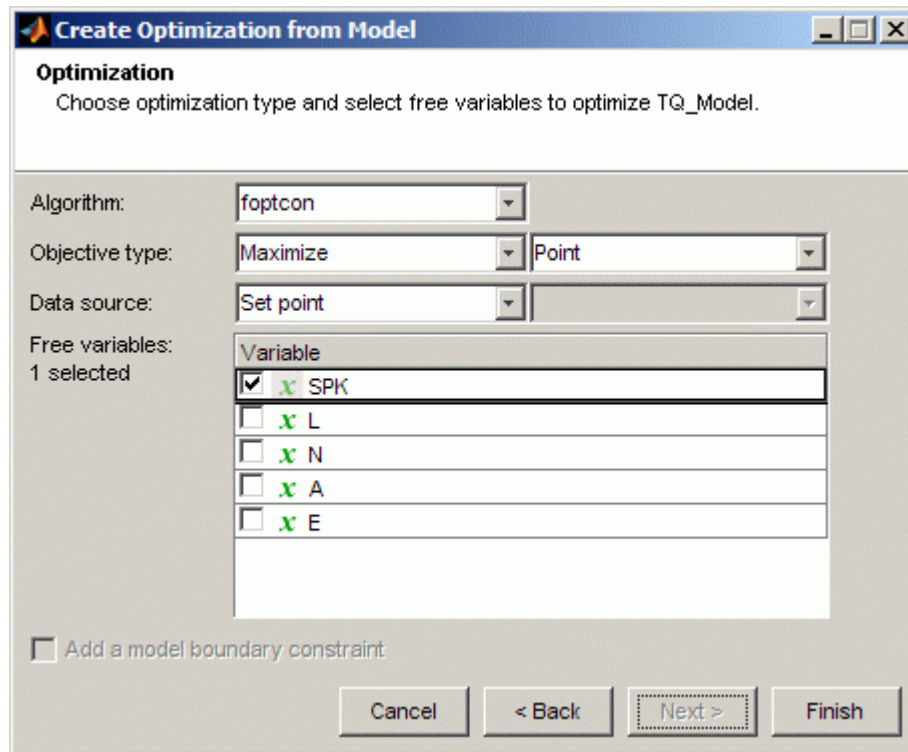 Create Optimization from Model
Optimization
Choose optimization type and select free variables to optimize TQ_Model.
Algorithm: foptcon
Objective type: Maximize Point
Data source: Set point
Free variables:
1 selected
Variable
x SPK
x L
x N
x A
x E
Add a model boundary constraint
Cancel < Back Next > Finish